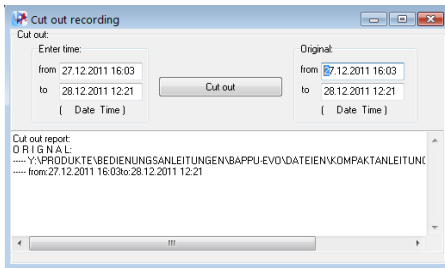 Cut out recording
Cut out:
Enter time:
from 27.12.2011 16:03
to 28.12.2011 12:21
( Date Time )
Cut out
Original:
from 27.12.2011 16:03
to 28.12.2011 12:21
( Date Time )
Cut out report:
O R I G N A L:
----- Y:\PRODUKTE\BEDIENUNGSANLEITUNGEN\BAPPU-EVO\DATEIEN\KOMPAKTANLEITUNG
----- from:27.12.2011 16:03to:28.12.2011 12:21